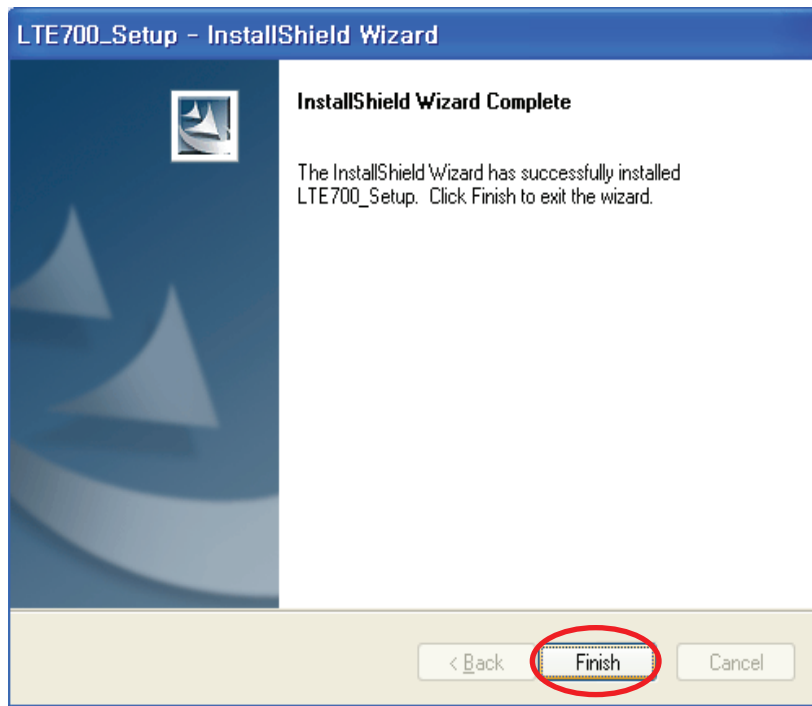 LTE700_Setup - InstallShield Wizard
InstallShield Wizard Complete
The InstallShield Wizard has successfully installed
LTE700_Setup. Click Finish to exit the wizard.
< Back
Finish
Cancel